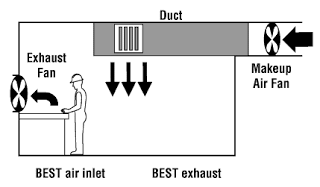 Duct
Exhaust
Fan
Makeup
Air Fan
BEST air inlet
BEST exhaust